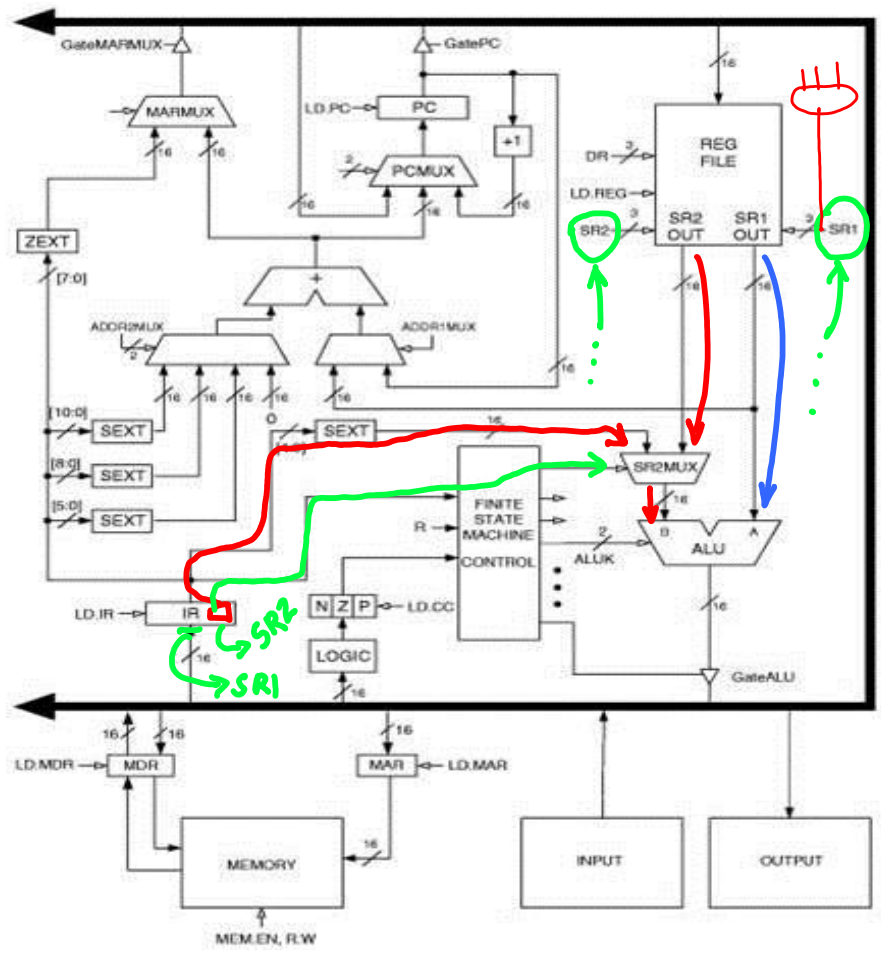 GateMARMUX
GatePC
16
MARMUX
LD.PC
PC
16
16
+1
REG
FILE
2
PCMUX
DR
3
16
16
16
LD.REG
ZEXT
SR2
3
SR2
OUT
SR1
OUT
3
SR1
[7:0]
+
16
16
ADDR2MUX
2
ADDR1MUX
16
16
16
16
16
16
0
[10:0]
SEXT
SEXT
16
[8:0]
SEXT
SR2MUX
16
[5:0]
SEXT
FINITE
STATE
MACHINE
R
B
A
ALU
2
ALUK
CONTROL
LD.IR
IR
N Z P
LD.CC
16
SR2
16
LOGIC
SR1
16
GateALU
16
16
16
LD.MDR
MDR
MAR
LD.MAR
16
MEMORY
INPUT
OUTPUT
MEM.EN, R.W